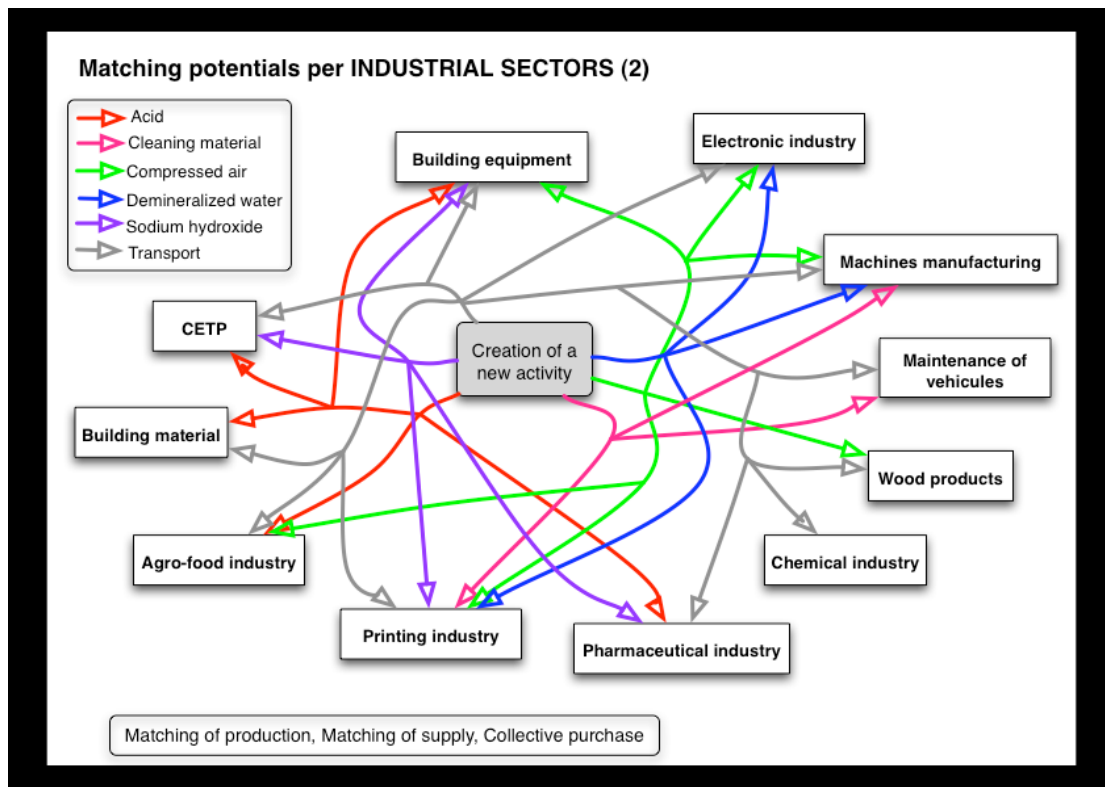 Matching potentials per INDUSTRIAL SECTORS (2)
Acid
Cleaning material
Compressed air
Demineralized water
Sodium hydroxide
Transport
Building equipment
Electronic industry
Machines manufacturing
CETP
Creation of a
new activity
Maintenance of
vehicules
Building material
Wood products
Agro-food industry
Chemical industry
Printing industry
Pharmaceutical industry
Matching of production, Matching of supply, Collective purchase